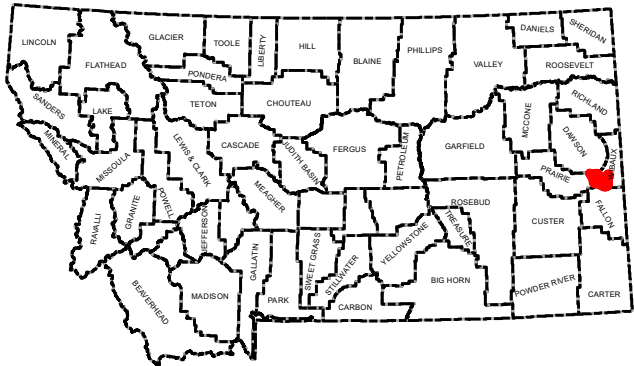 LINCOLN
FLATHEAD
GLACIER
TOOLE
LIBERTY
HILL
BLAINE
PHILLIPS
VALLEY
DANIELS
SHERIDAN
ROOSEVELT
PONDERA
SANDERS
LAKE
TETON
CHOUTEAU
RICHLAND
MCCONE
DAWSON
MINERAL
MISSOULA
LEWIS & CLARK
CASCADE
JUDITH BASIN
FERGUS
PETROLEUM
GARFIELD
PRAIRIE
BAUX
RAVALLI
GRANITE
POWELL
MEAGHER
ROSEBUD
TREASURE
CUSTER
FALLON
JEFFERSON
GALLATIN
SWEET GRASS
STILLWATER
YELLOWSTONE
BIG HORN
POWDER RIVER
CARTER
BEAVERHEAD
MADISON
PARK
CARBON